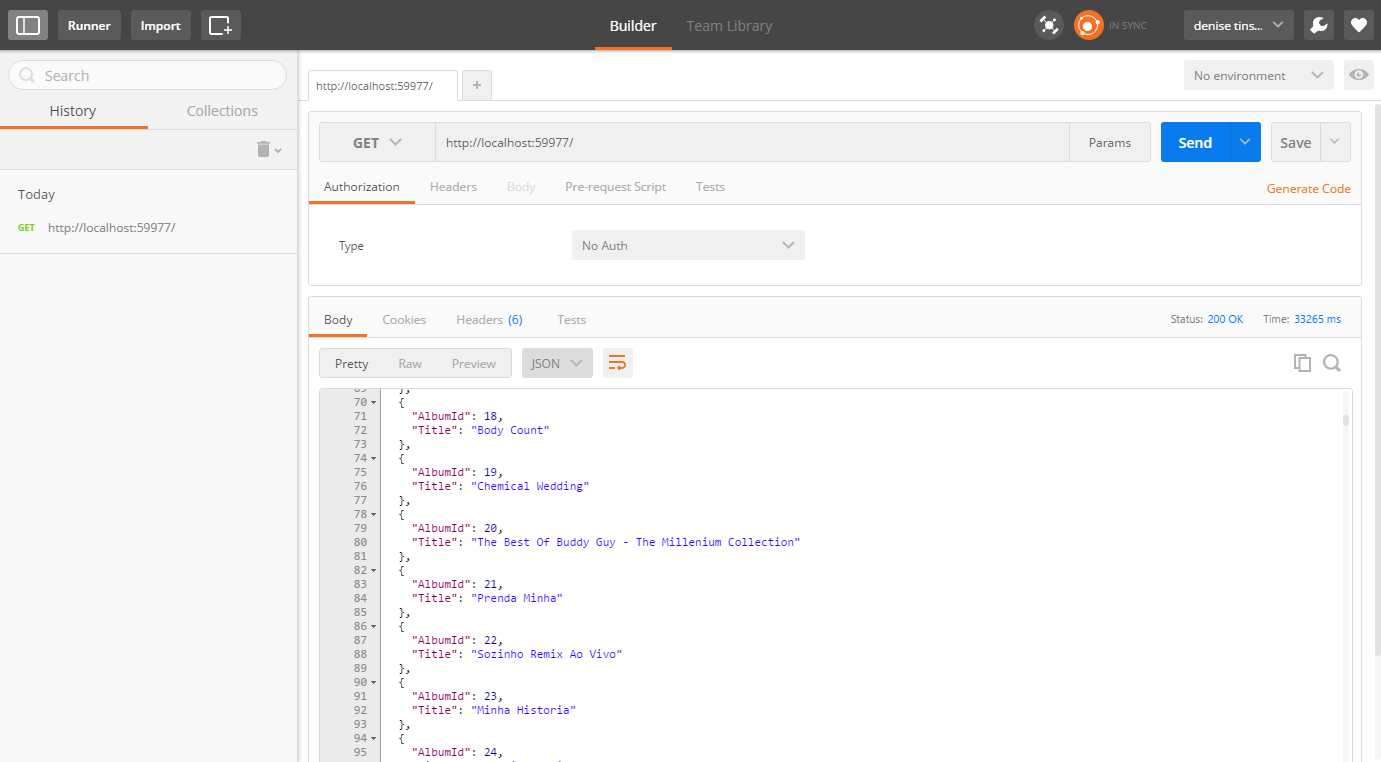 Runner Import Builder Team Library IN SYNC denise tins...
Search
History Collections
Today
GET http://localhost:59977/
http://localhost:59977/ + No environment
GET http://localhost:59977/ Params Send Save
Authorization Headers Body Pre-request Script Tests Generate Code
Type No Auth
Body Cookies Headers (6) Tests Status: 200 OK Time: 33265 ms
Pretty Raw Preview JSON
69 },
70 {
71 "AlbumId": 18,
72 "Title": "Body Count"
73 },
74 {
75 "AlbumId": 19,
76 "Title": "Chemical Wedding"
77 },
78 {
79 "AlbumId": 20,
80 "Title": "The Best Of Buddy Guy - The Millenium Collection"
81 },
82 {
83 "AlbumId": 21,
84 "Title": "Prenda Minha"
85 },
86 {
87 "AlbumId": 22,
88 "Title": "Sozinho Remix Ao Vivo"
89 },
90 {
91 "AlbumId": 23,
92 "Title": "Minha Historia"
93 },
94 {
95 "AlbumId": 24,